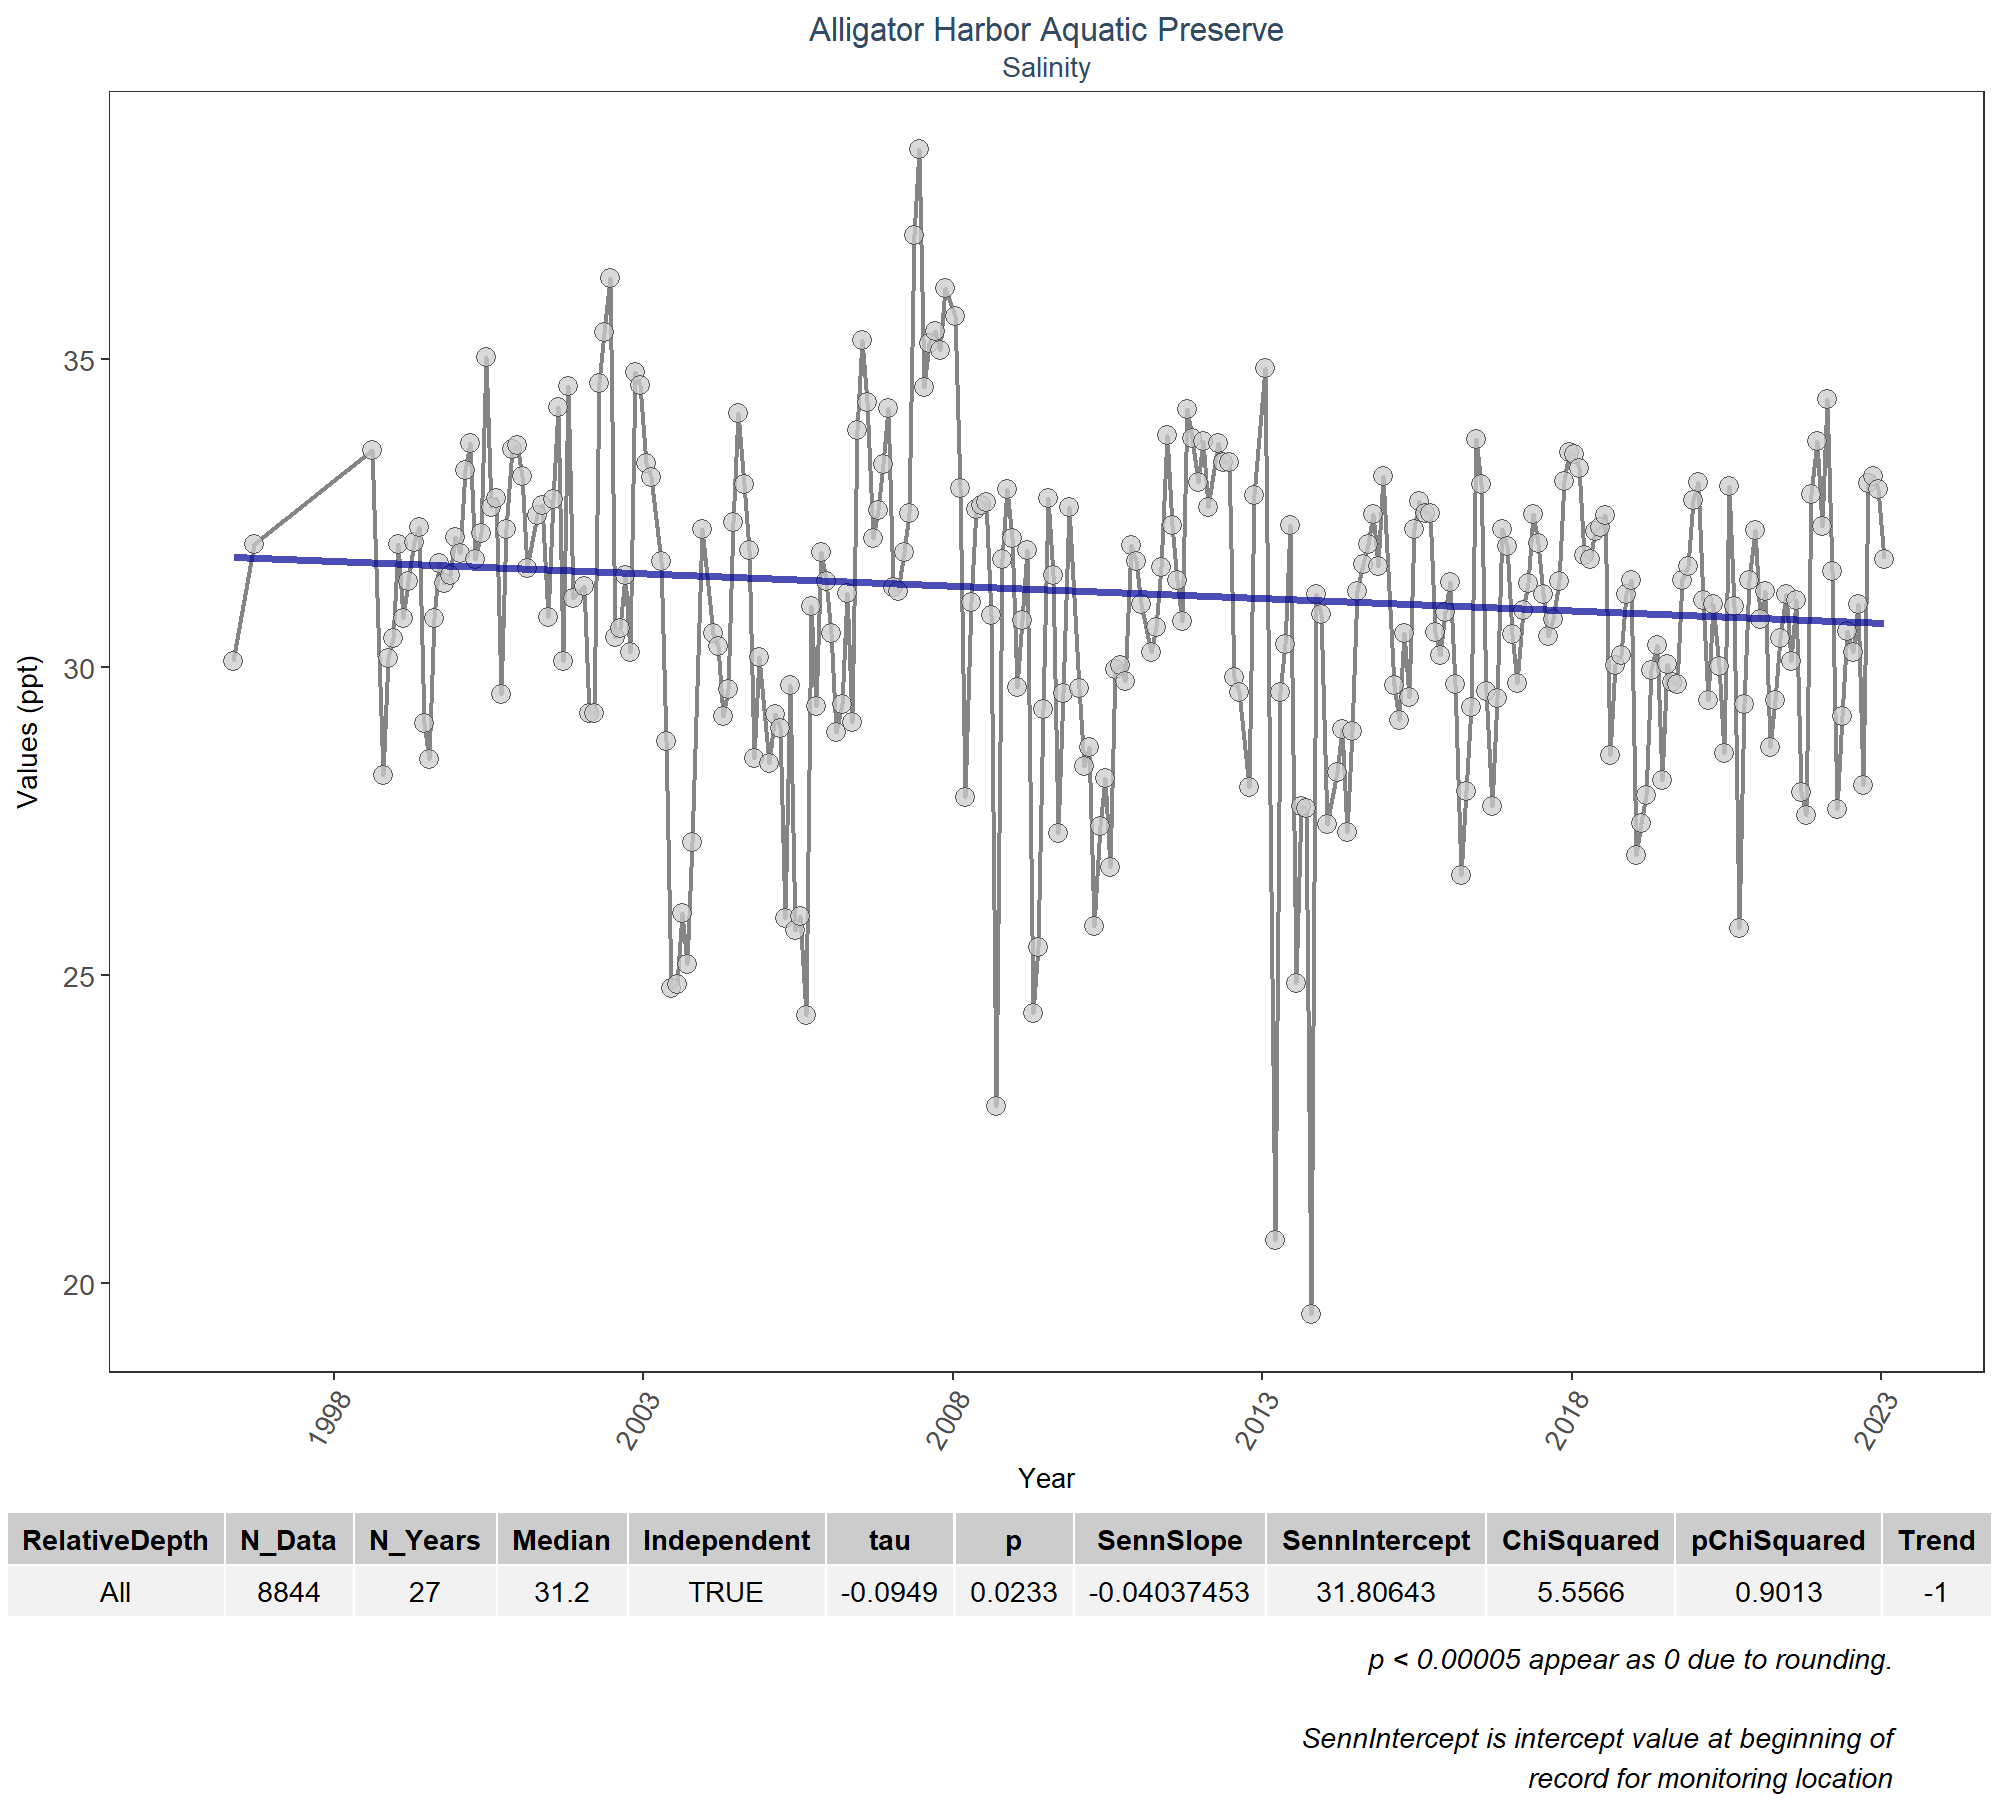 Alligator Harbor Aquatic Preserve
Salinity
Values (ppt)
35
30
25
20
1998
2003
2008
2013
2018
2023
Year
RelativeDepth N_Data N_Years Median Independent tau p SennSlope SennIntercept ChiSquared pChiSquared Trend
All 8844 27 31.2 TRUE -0.0949 0.0233 -0.04037453 31.80643 5.5566 0.9013 -1
p < 0.00005 appear as 0 due to rounding.
SennIntercept is intercept value at beginning of
record for monitoring location